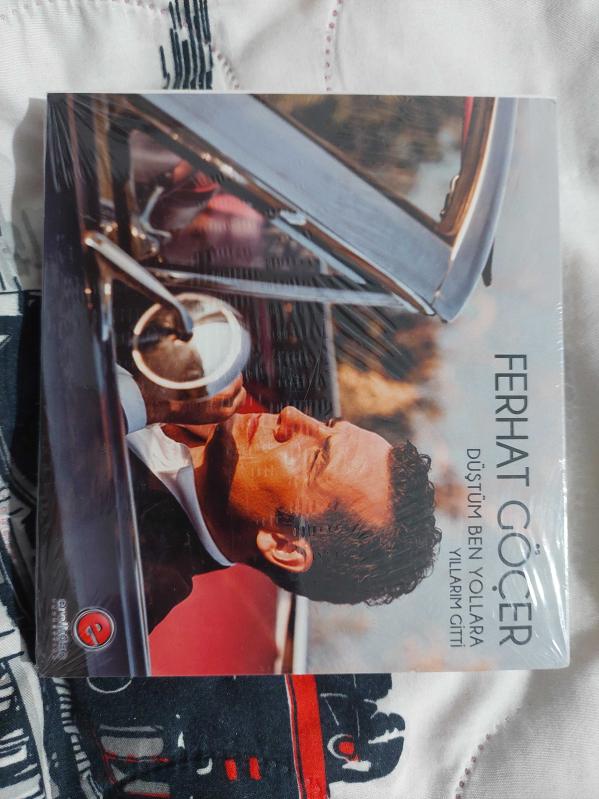 FERHAT GÖÇER
DÜŞTÜM BEN YOLLARA
YILLARIM GİTTİ
e